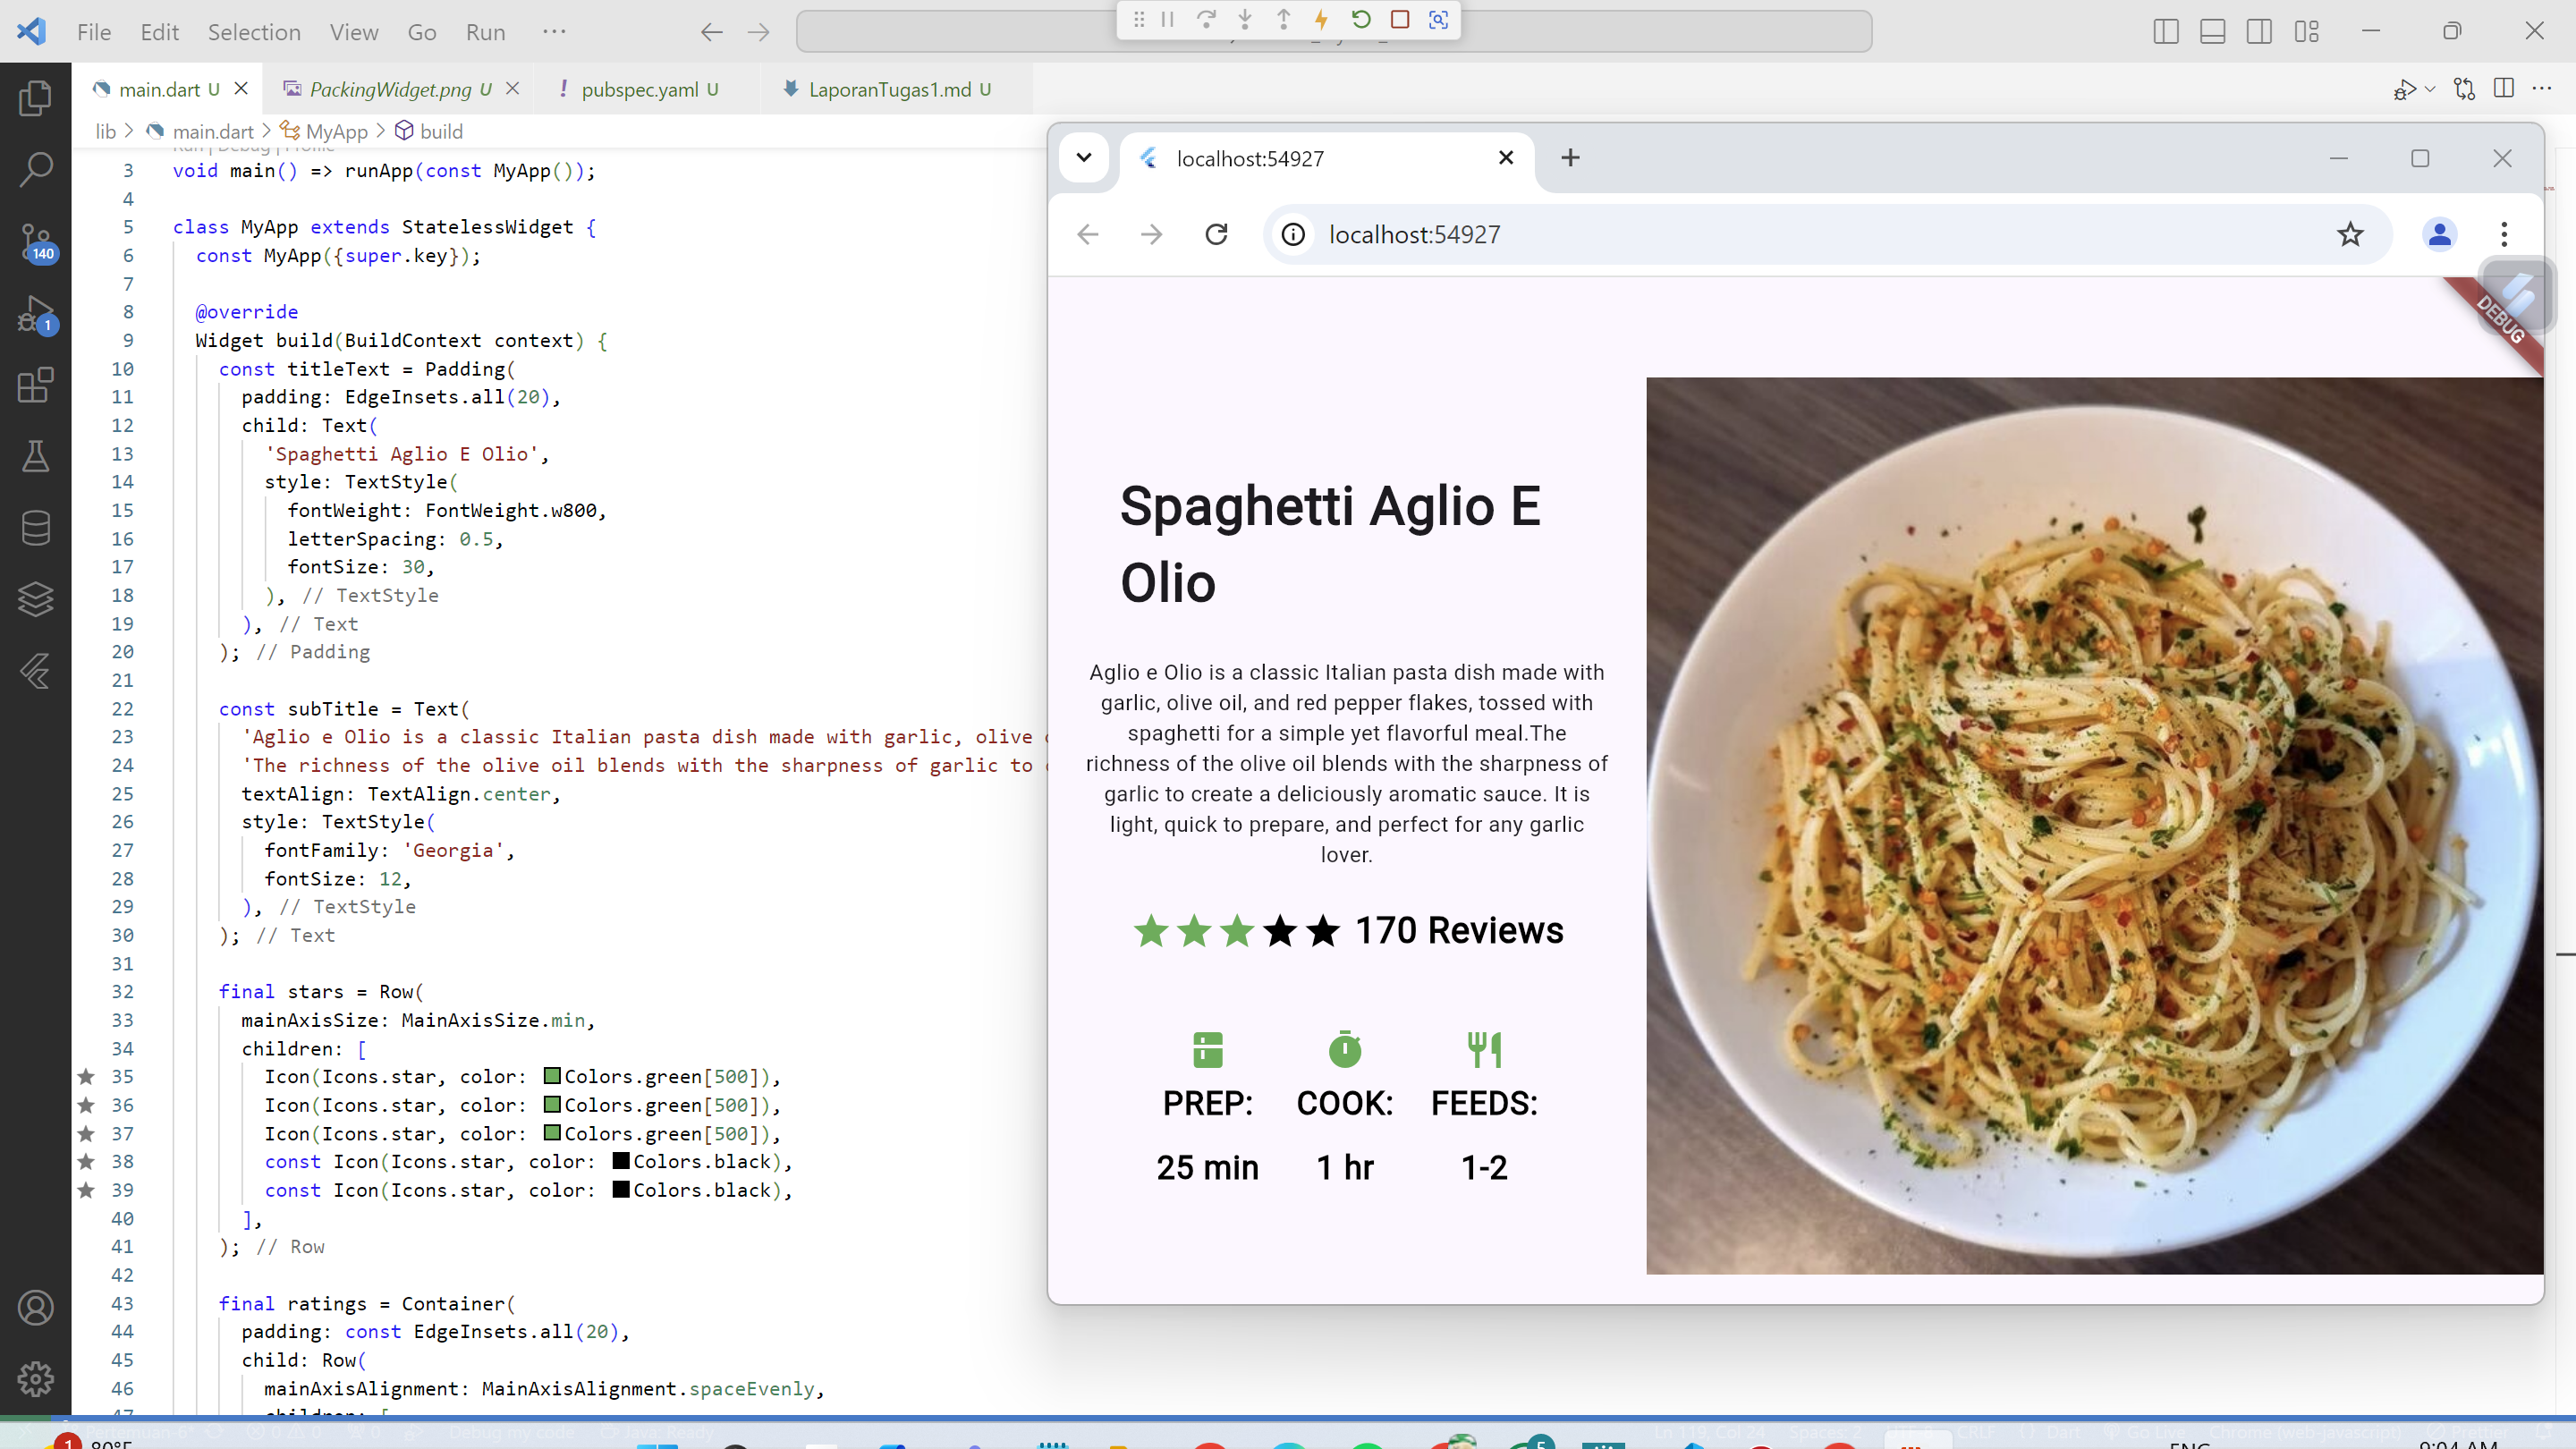 File Edit Selection View Go Run ...
main.dart U
PackingWidget.png U
! pubspec.yaml U
LaporanTugas1.md U
lib > main.dart > MyApp > build
140
1
3 void main() => runApp(const MyApp());
4
5 class MyApp extends StatelessWidget {
6 const MyApp({super.key});
7
8 @override
9 Widget build(BuildContext context) {
10 const titleText = Padding(
11 padding: EdgeInsets.all(20),
12 child: Text(
13 'Spaghetti Aglio E Olio',
14 style: TextStyle(
15 fontWeight: FontWeight.w800,
16 letterSpacing: 0.5,
17 fontSize: 30,
18 ), // TextStyle
19 ), // Text
20 ); // Padding
21
22 const subTitle = Text(
23 'Aglio e Olio is a classic Italian pasta dish made with garlic, olive
24 'The richness of the olive oil blends with the sharpness of garlic to
25 textAlign: TextAlign.center,
26 style: TextStyle(
27 fontFamily: 'Georgia',
28 fontSize: 12,
29 ), // TextStyle
30 ); // Text
31
32 final stars = Row(
33 mainAxisSize: MainAxisSize.min,
34 children: [
35 Icon(Icons.star, color: Colors.green[500]),
36 Icon(Icons.star, color: Colors.green[500]),
37 Icon(Icons.star, color: Colors.green[500]),
38 const Icon(Icons.star, color: Colors.black),
39 const Icon(Icons.star, color: Colors.black),
40 ],
41 ); // Row
42
43 final ratings = Container(
44 padding: const EdgeInsets.all(20),
45 child: Row(
46 mainAxisAlignment: MainAxisAlignment.spaceEvenly,
localhost:54927
localhost:54927
DEBUG
Spaghetti Aglio E
Olio
Aglio e Olio is a classic Italian pasta dish made with
garlic, olive oil, and red pepper flakes, tossed with
spaghetti for a simple yet flavorful meal.The
richness of the olive oil blends with the sharpness of
garlic to create a deliciously aromatic sauce. It is
light, quick to prepare, and perfect for any garlic
lover.
170 Reviews
PREP: COOK: FEEDS:
25 min 1 hr 1-2